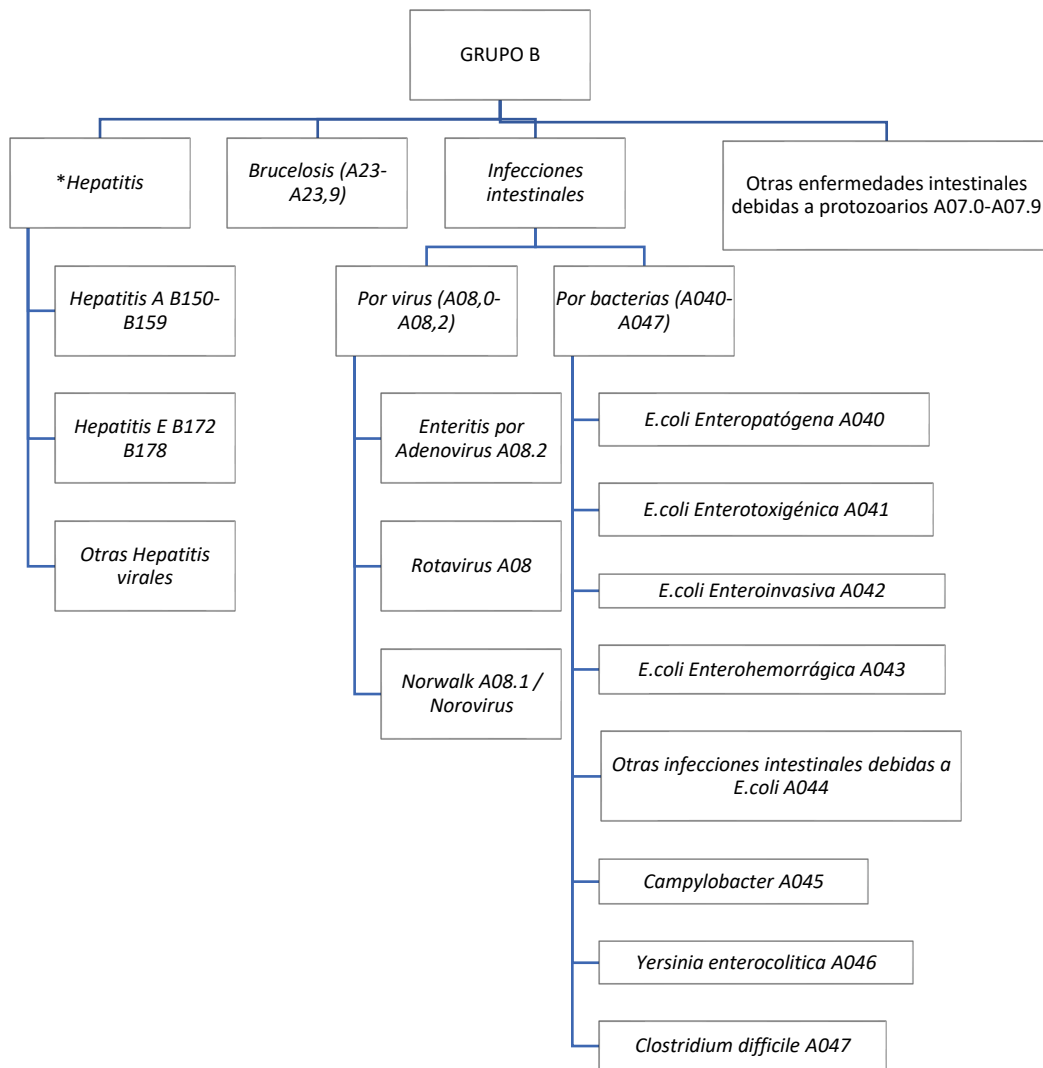 GRUPO B
*Hepatitis
Brucelosis (A23-
A23,9)
Infecciones
intestinales
Otras enfermedades intestinales
debidas a protozoarios A07.0-A07.9
Hepatitis A B150-
B159
Hepatitis E B172
B178
Otras Hepatitis
virales
Por virus (A08,0-
A08,2)
Enteritis por
Adenovirus A08.2
Rotavirus A08
Norwalk A08.1 /
Norovirus
Por bacterias (A040-
A047)
E.coli Enteropatógena A040
E.coli Enterotoxigénica A041
E.coli Enteroinvasiva A042
E.coli Enterohemorrágica A043
Otras infecciones intestinales debidas a
E.coli A044
Campylobacter A045
Yersinia enterocolitica A046
Clostridium difficile A047